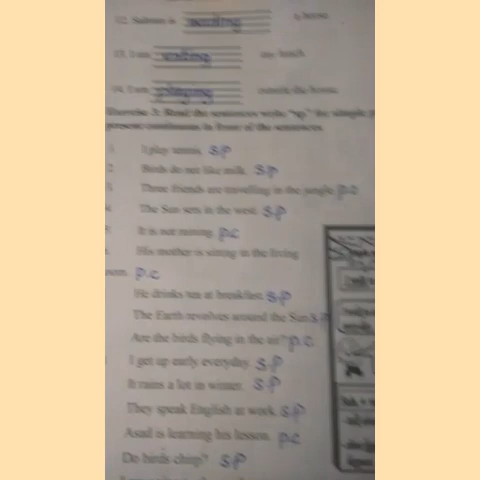 12. Salman is reading a book.
13. I am eating my lunch.
14. I am playing outside the house.
Exercise 3: Read the sentences write "sp" for simple
present continuous in front of the sentences.
1. I play tennis. S.P
2. Birds do not like milk. S.P
3. Three friends are travelling in the jungle. P.C
4. The Sun sets in the west. S.P
It is not raining. P.C
His mother is sitting in the living
room. P.C
He drinks tea at breakfast. S.P
The Earth revolves around the Sun. S.P
Are the birds flying in the air? P.C
I get up early everyday. S.P
It rains a lot in winter. S.P
They speak English at work. S.P
Asad is learning his lesson. P.C
Do birds chirp? S.P